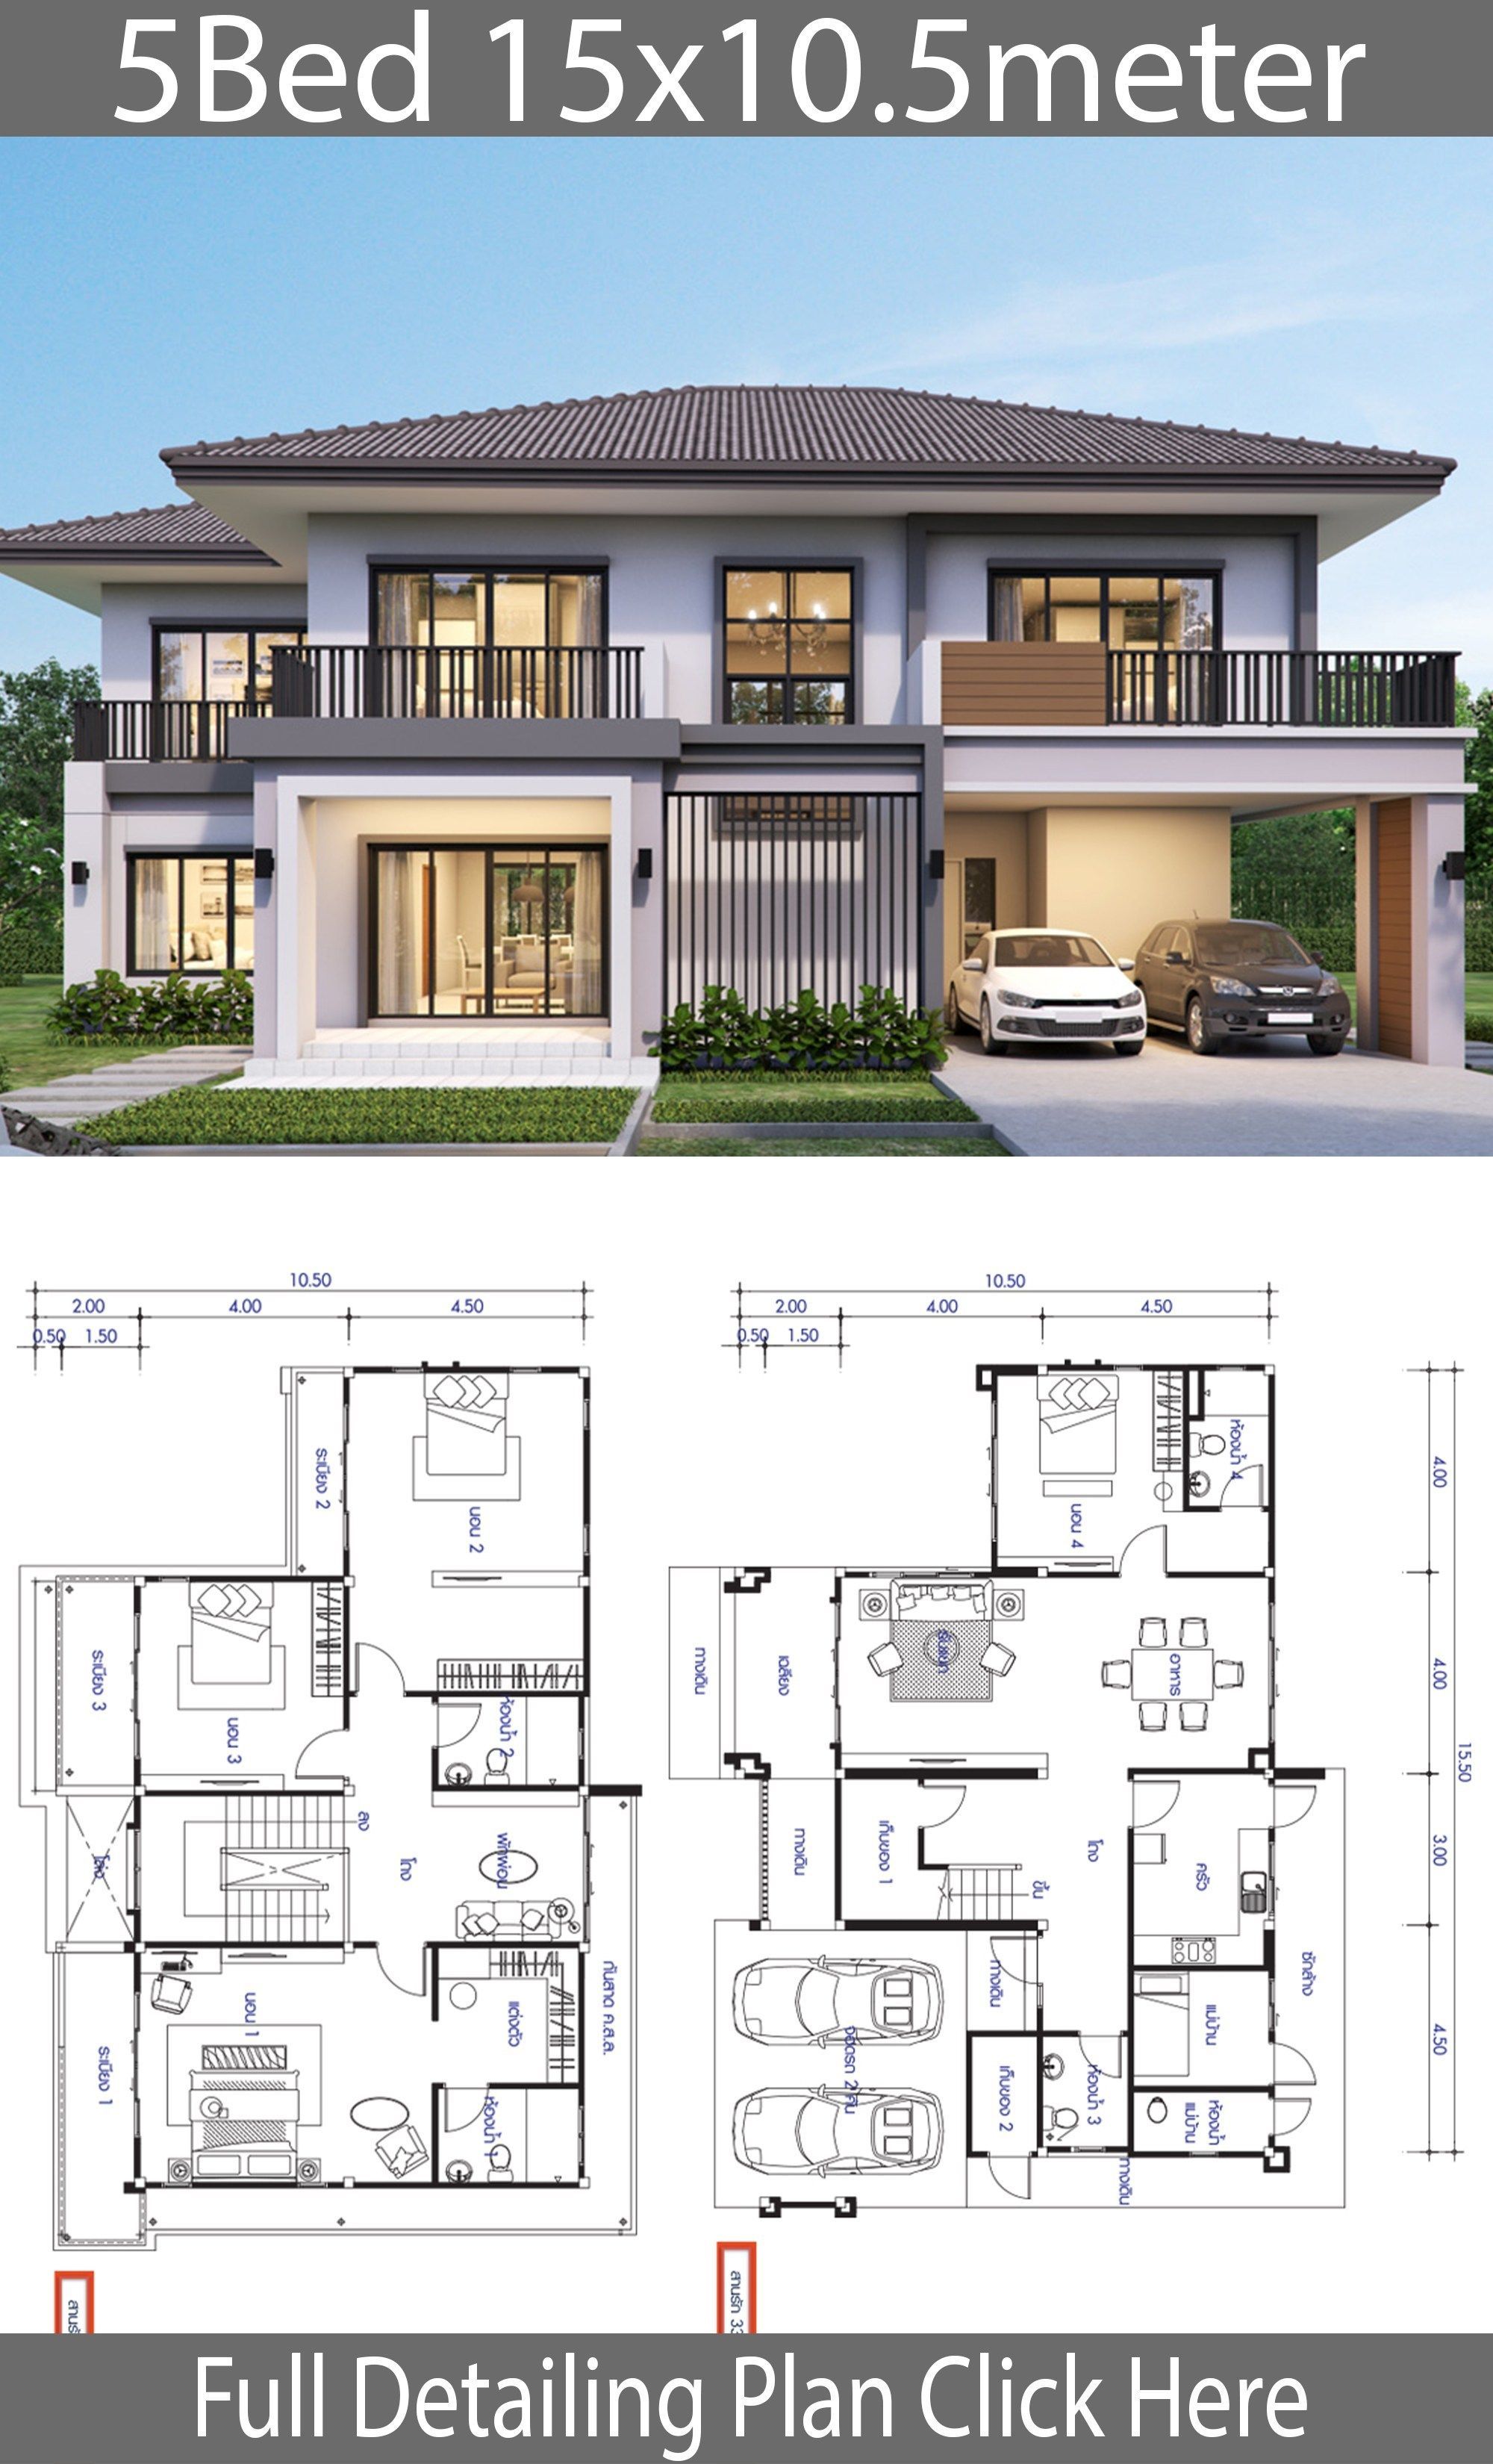 5Bed 15x10.5meter
10.50
2.00 4.00 4.50
0.50 1.50
ระเบียง 2
นอน 2
ระเบียง 3
นอน 3
ห้องน้ำ 2
ลง
โถง
พักผ่อน
โล่ง
นอน 1
แต่งตัว
กันสาด ค.ส.ล.
ระเบียง 1
ห้องน้ำ 1
10.50
2.00 4.00 4.50
0.50 1.50
ห้องน้ำ 4
นอน 4
4.00
ทางเดิน
เฉลียง
รับแขก
อาหาร
4.00
15.50
ทางเดิน
เก็บของ 1
ขึ้น
โถง
ครัว
3.00
ทางเดิน
ซักล้าง
แม่บ้าน
จอดรถ 2 คัน
เก็บของ 2
ห้องน้ำ 3
ห้องน้ำ
แม่บ้าน
4.50
ทางเดิน
สานรัก 33
Full Detailing Plan Click Here